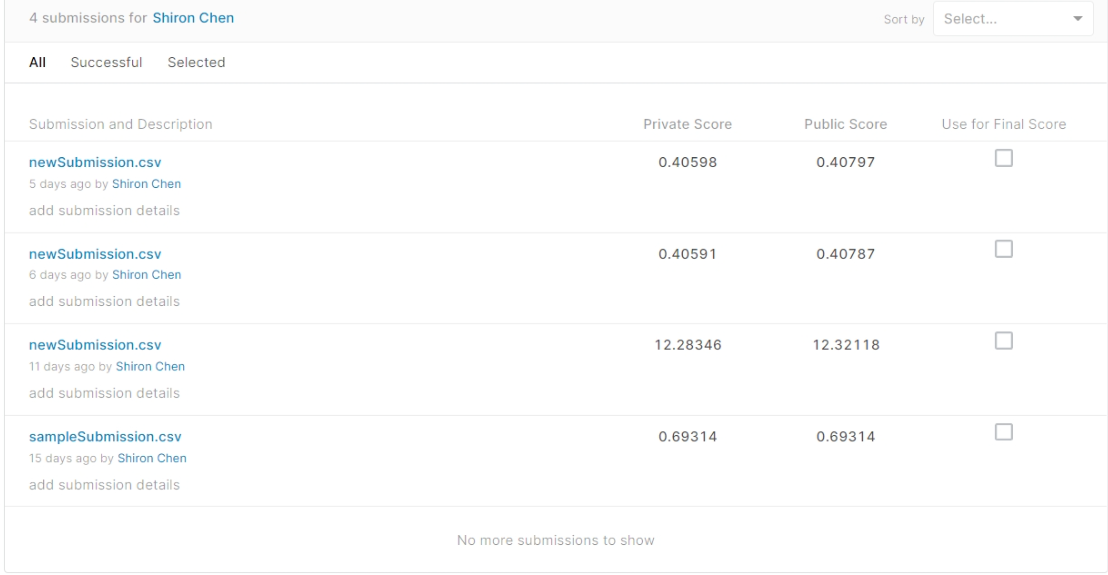 4 submissions for Shiron Chen Sort by Select...
All Successful Selected
Submission and Description Private Score Public Score Use for Final Score
newSubmission.csv 0.40598 0.40797
5 days ago by Shiron Chen
add submission details
newSubmission.csv 0.40591 0.40787
6 days ago by Shiron Chen
add submission details
newSubmission.csv 12.28346 12.32118
11 days ago by Shiron Chen
add submission details
sampleSubmission.csv 0.69314 0.69314
15 days ago by Shiron Chen
add submission details
No more submissions to show